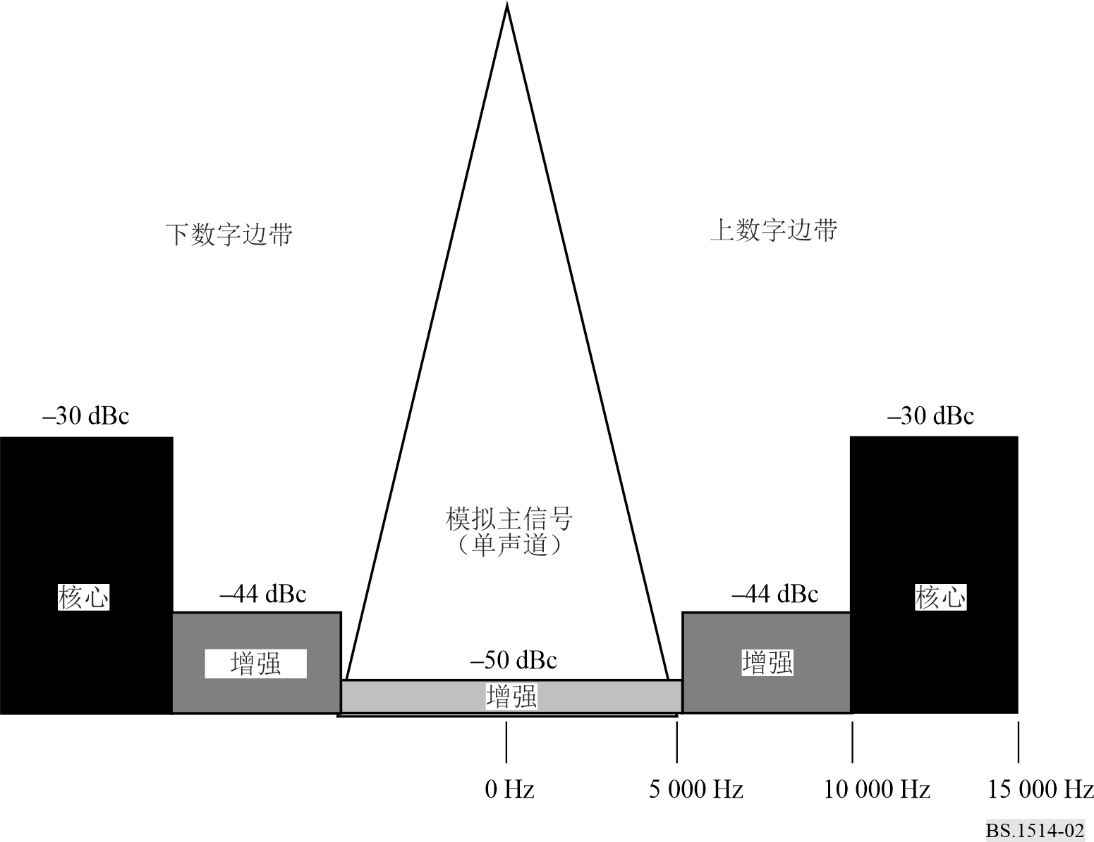 下数字边带
上数字边带
–30 dBc
–30 dBc
模拟主信号
（单声道）
核心
–44 dBc
–44 dBc
核心
增强
–50 dBc
增强
增强
0 Hz
5 000 Hz
10 000 Hz
15 000 Hz
BS.1514-02